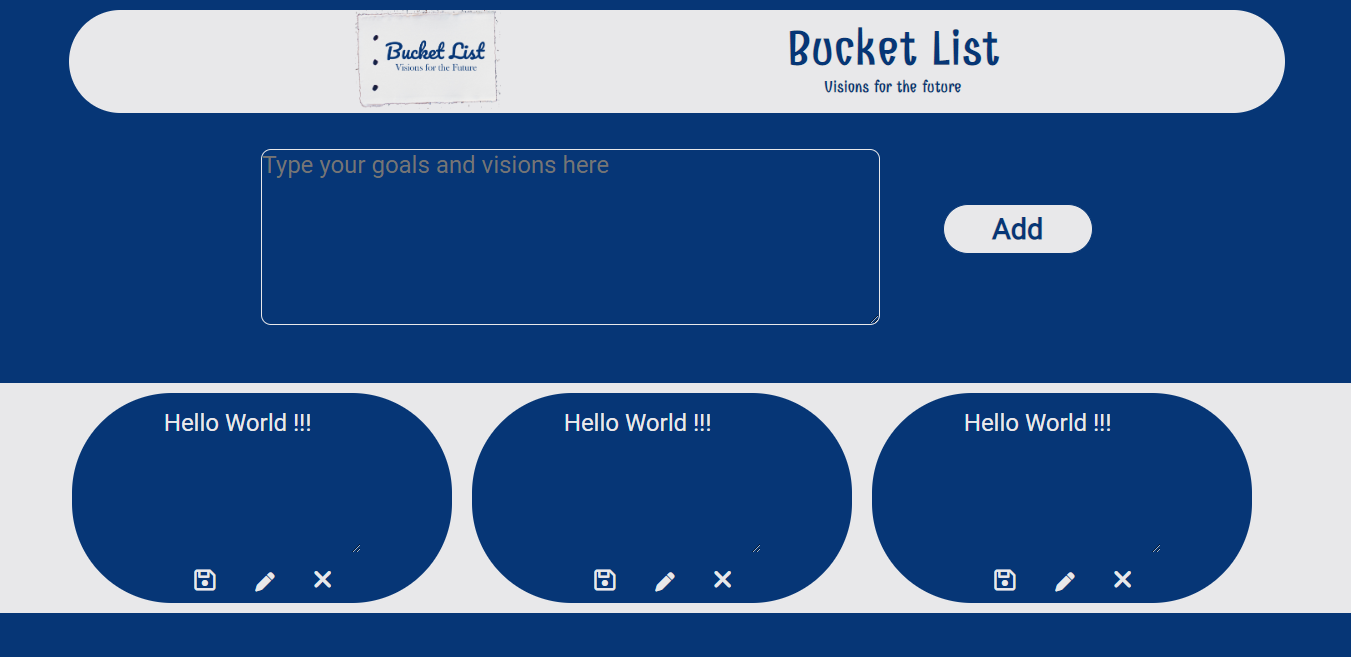 Bucket List
Visions for the Future
Bucket List
Visions for the future
Type your goals and visions here
Add
Hello World !!!
Hello World !!!
Hello World !!!